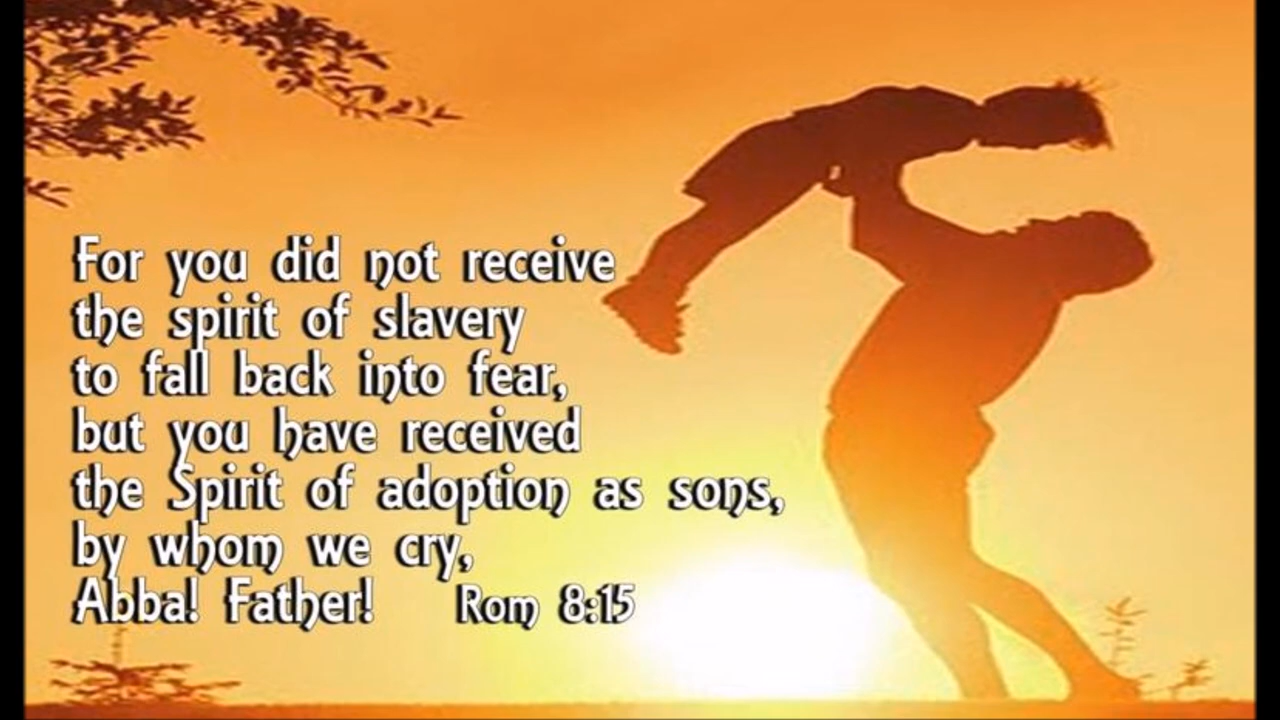 For you did not receive
the spirit of slavery
to fall back into fear,
but you have received
the Spirit of adoption as sons,
by whom we cry,
Abba! Father! Rom 8:15